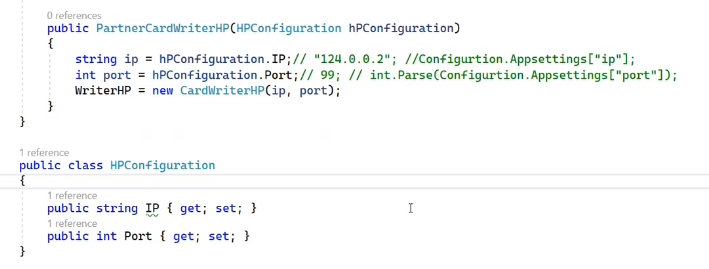 0 references
public PartnerCardWriterHP(HPConfiguration hPConfiguration)
{
string ip = hPConfiguration.IP;// "124.0.0.2"; //Configurtion.Appsettings["ip"];
int port = hPConfiguration.Port;// 99; // int.Parse(Configurtion.Appsettings["port"]);
WriterHP = new CardWriterHP(ip, port);
}
}
1 reference
public class HPConfiguration
{
1 reference
public string IP { get; set; }
1 reference
public int Port { get; set; }
}